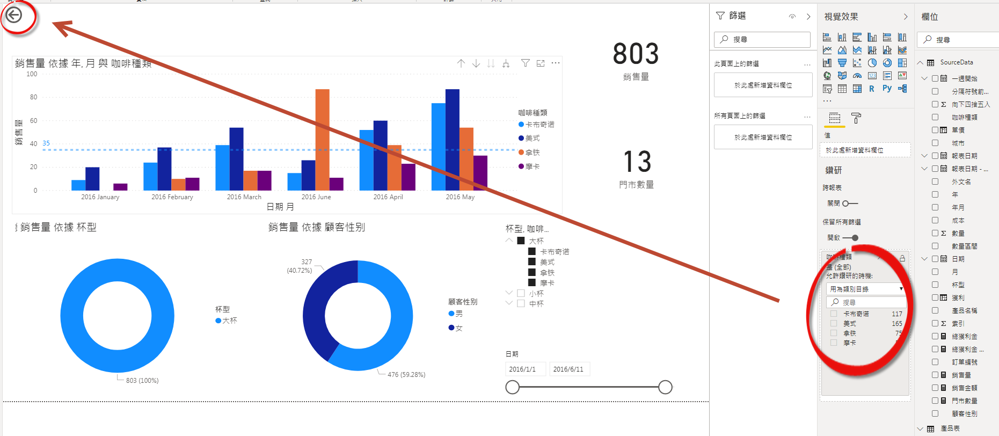 銷售量 依據 年, 月 與 咖啡種類
100
80
60
40
20
0
35
銷售量
2016 January
2016 February
2016 March
2016 June
2016 April
2016 May
日期 月
咖啡種類
卡布奇诺
美式
拿铁
摩卡
803
銷售量
13
門市數量
銷售量 依據 杯型
803 (100%)
杯型
大杯
銷售量 依據 顧客性別
327
(40.72%)
476 (59.28%)
顧客性別
男
女
杯型, 咖啡...
大杯
卡布奇诺
美式
拿铁
摩卡
小杯
中杯
日期
2016/1/1
2016/6/11
篩選
搜尋
此頁面上的篩選
...
於此處新增資料欄位
所有頁面上的篩選
...
於此處新增資料欄位
視覺效果
123
R
Py
...
值
於此處新增資料欄位
鑽研
跨報表
關閉
保留所有篩選
開啟
咖啡種類
是 (全部)
允許鑽研的時機:
用為類別目錄
搜尋
卡布奇诺 117
美式 165
拿铁 75
摩卡
欄位
搜尋
SourceData
一週開始
分隔符號前...
向下四捨五入
咖啡種類
單價
城市
報表日期
報表日期 - ...
外文名
年
年月
成本
數量
數量區間
日期
月
杯型
獲利
產品名稱
索引
總獲利金
總獲利金 ...
訂單編號
銷售量
銷售金額
門市數量
顧客性別
產品表